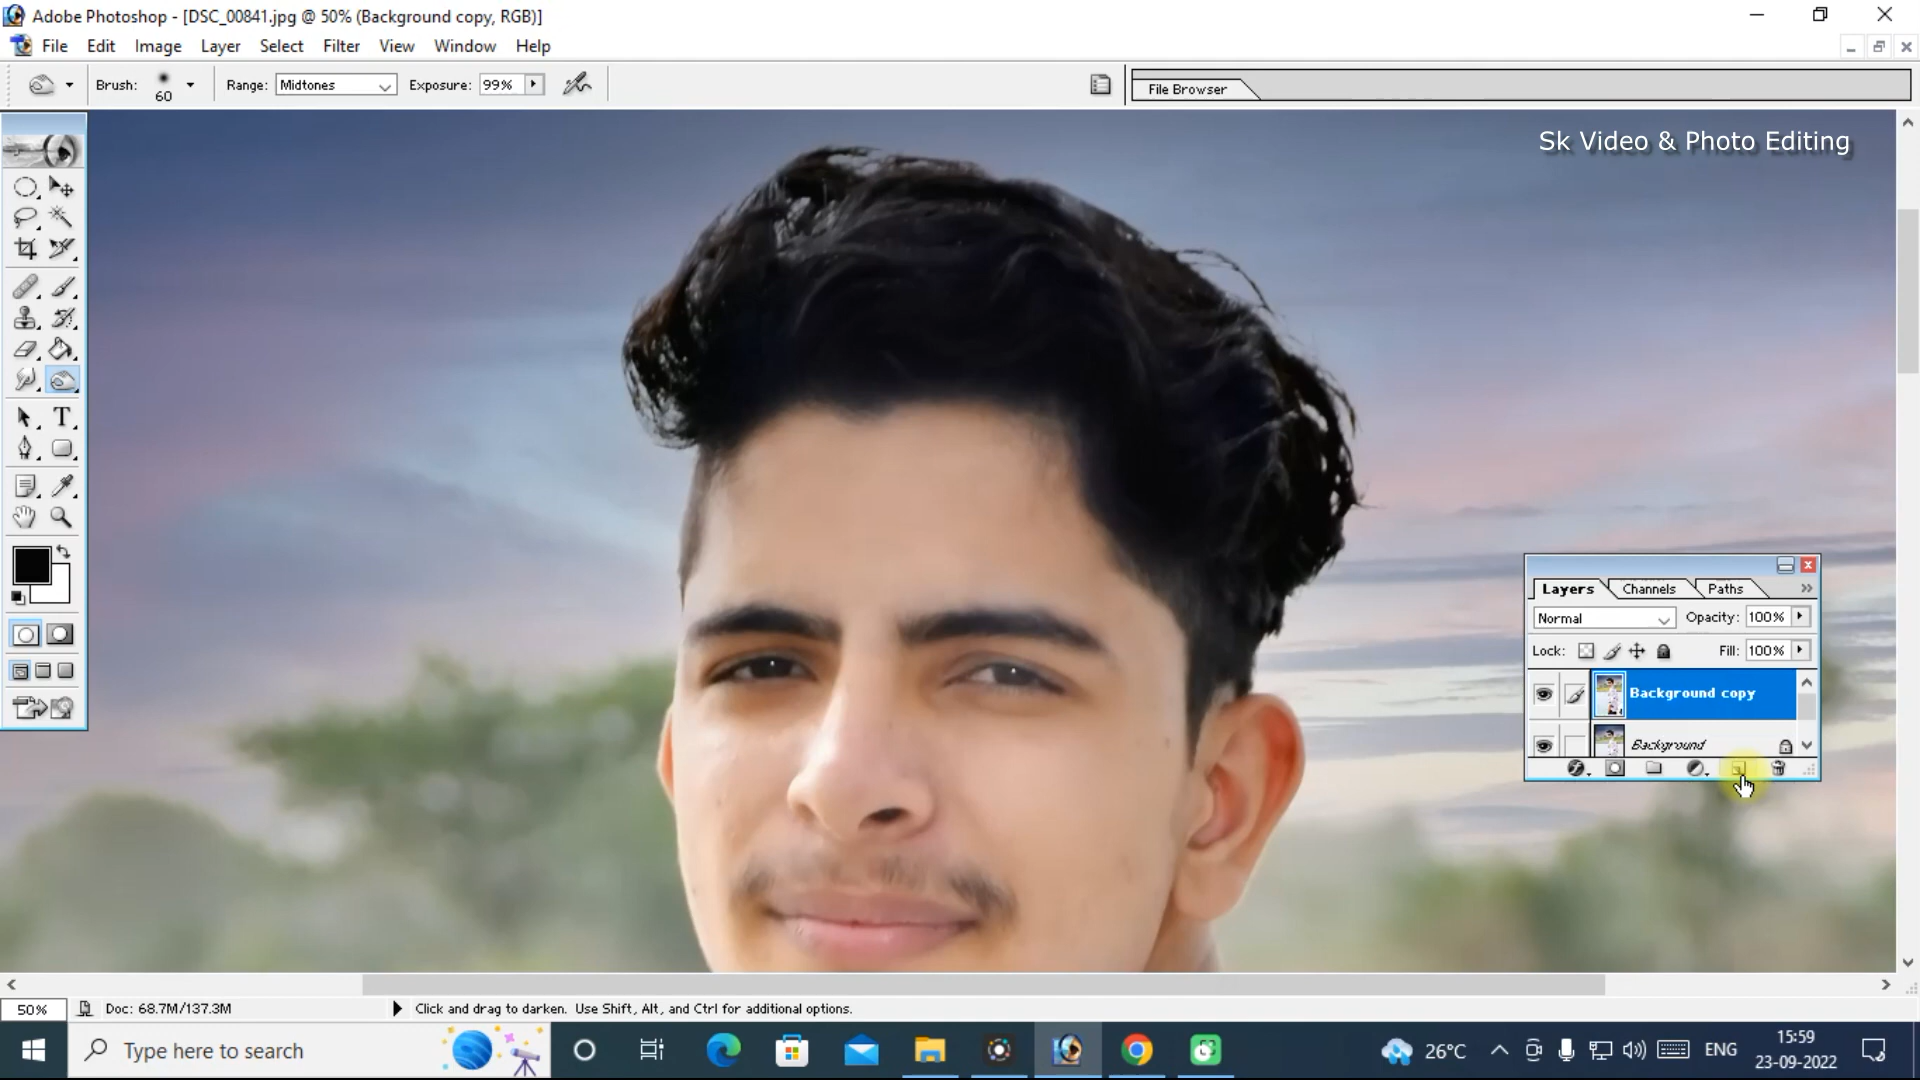 Adobe Photoshop - [DSC_00841.jpg @ 50% (Background copy, RGB)]
File Edit Image Layer Select Filter View Window Help
Brush: 60 Range: Midtones Exposure: 99% File Browser
Sk Video & Photo Editing
T
Layers Channels Paths
Normal Opacity: 100%
Lock: Fill: 100%
Background copy
Background
50% Doc: 68.7M/137.3M Click and drag to darken. Use Shift, Alt, and Ctrl for additional options.
Type here to search 26°C ENG 15:59
23-09-2022